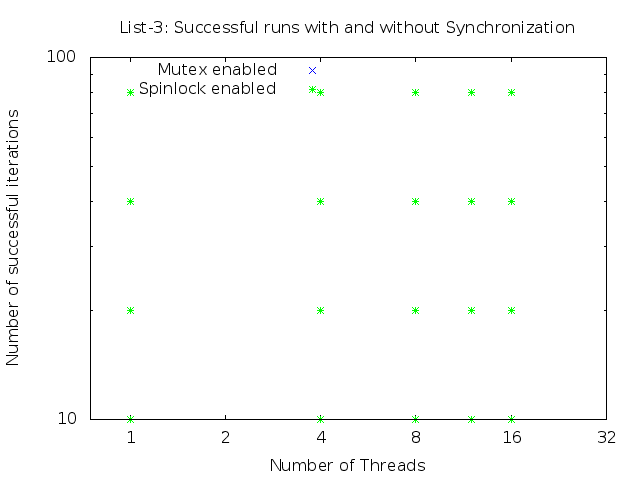 List-3: Successful runs with and without Synchronization
100
Mutex enabled
Spinlock enabled
Number of successful iterations
10
1 2 4 8 16 32
Number of Threads